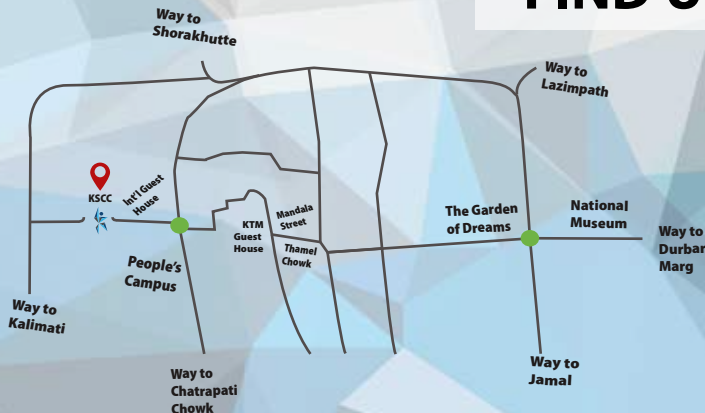 FIND
Way to
Shorakhutte
Way to
Lazimpath
KSCC
Int'l Guest
House
Mandala
Street
The Garden
of Dreams
National
Museum
KTM
Guest
House
Thamel
Chowk
Way to
Durbar
Marg
People's
Campus
Way to
Kalimati
Way to
Jamal
Way to
Chatrapati
Chowk